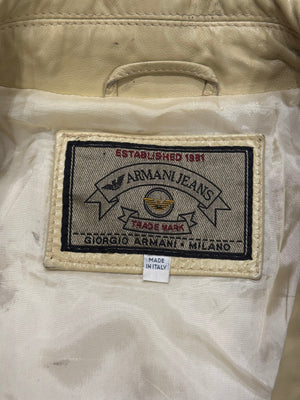 ESTABLISHED 1981
ARMANI JEANS
TRADE MARK
GIORGIO ARMANI • MILANO
MADE
IN ITALY